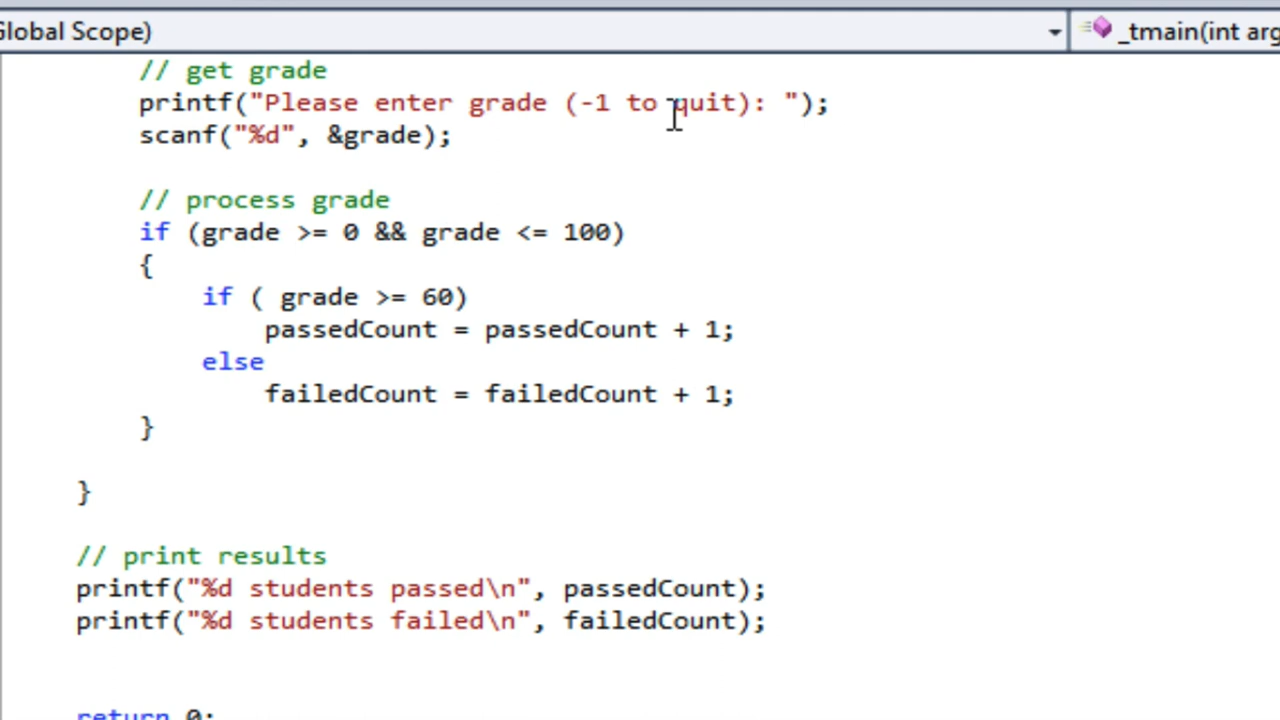 Global Scope)
_tmain(int arg
// get grade
printf("Please enter grade (-1 to quit): ");
scanf("%d", &grade);
// process grade
if (grade >= 0 && grade <= 100)
{
if ( grade >= 60)
passedCount = passedCount + 1;
else
failedCount = failedCount + 1;
}
}
// print results
printf("%d students passed\n", passedCount);
printf("%d students failed\n", failedCount);
return 0;